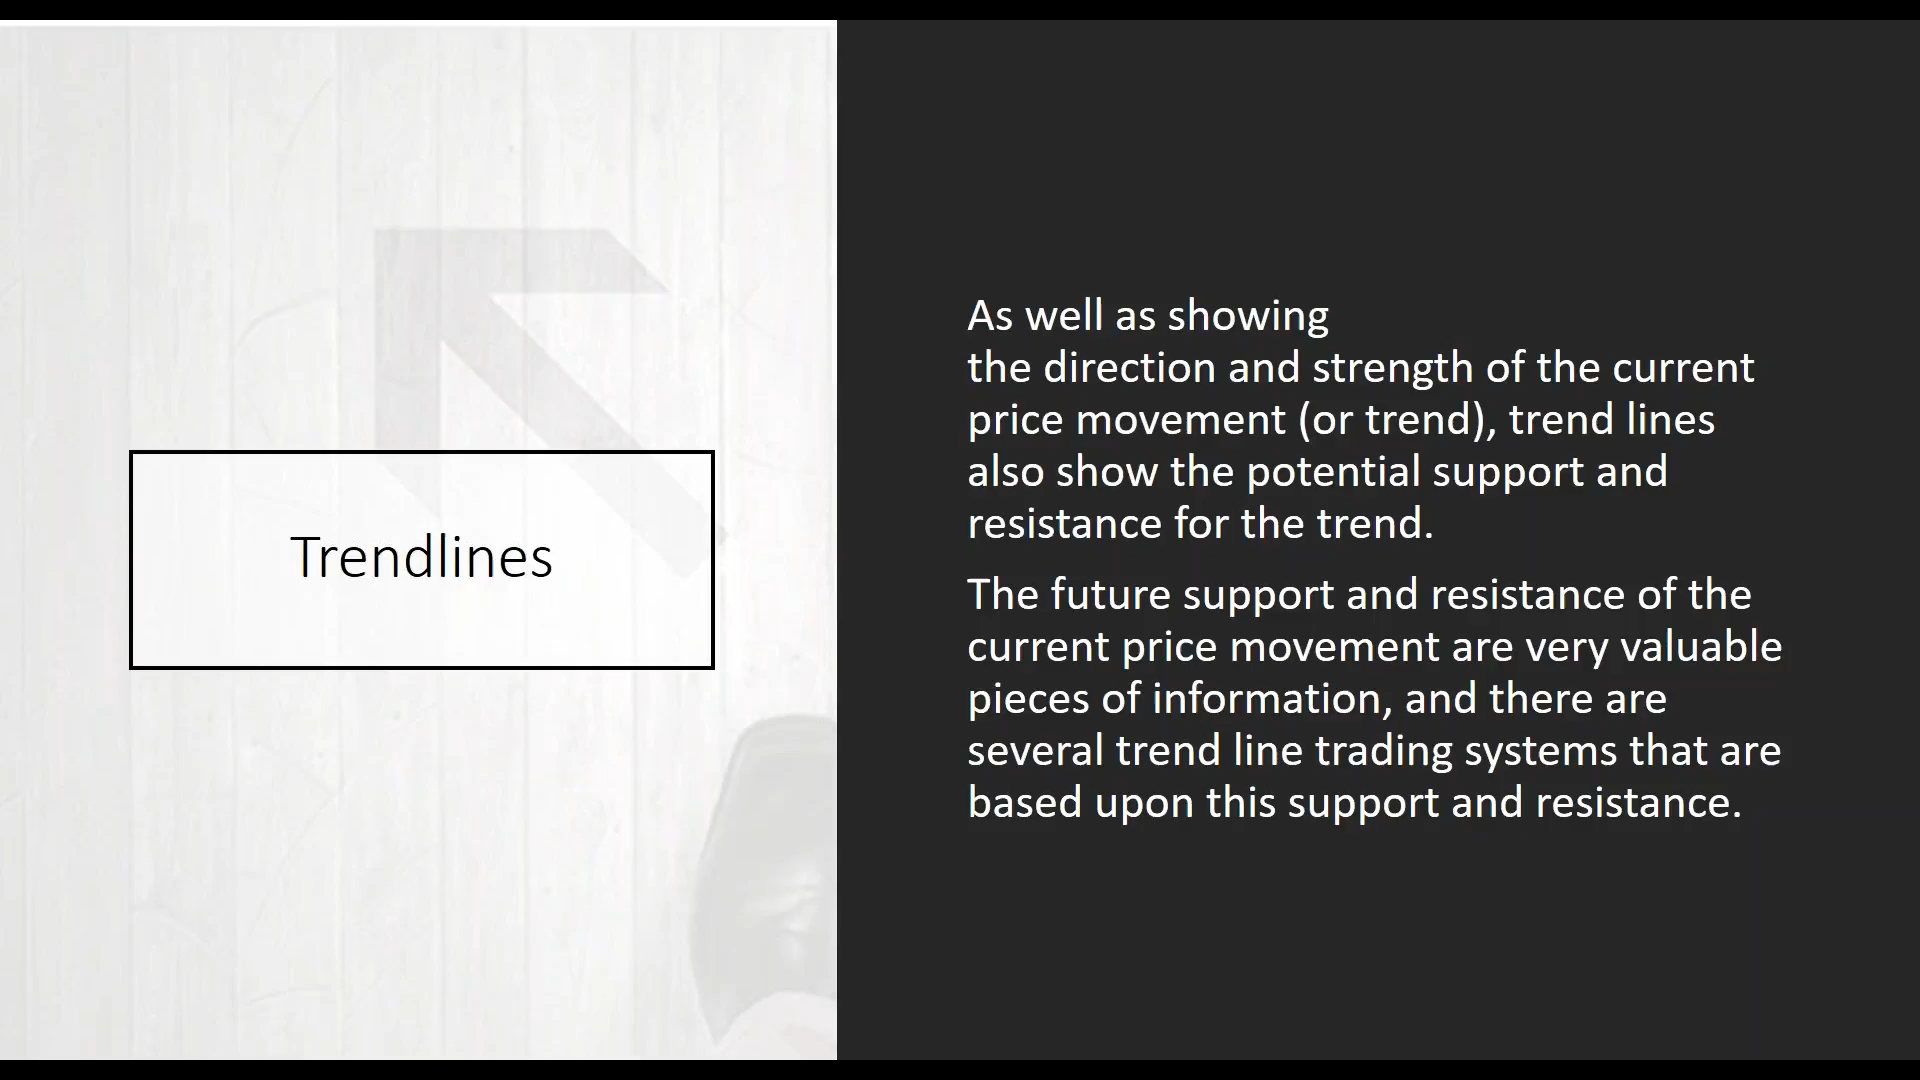 Trendlines
As well as showing
the direction and strength of the current
price movement (or trend), trend lines
also show the potential support and
resistance for the trend.
The future support and resistance of the
current price movement are very valuable
pieces of information, and there are
several trend line trading systems that are
based upon this support and resistance.